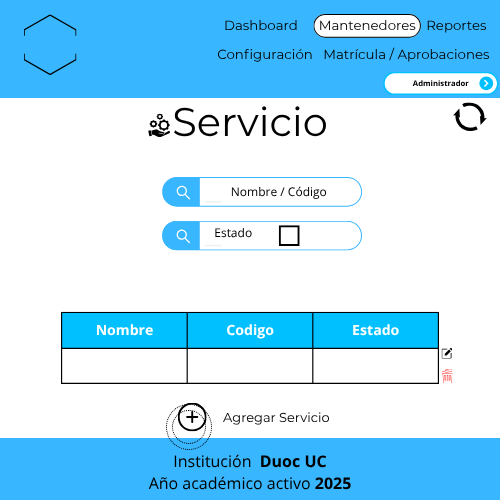 Dashboard Mantenedores Reportes
Configuración Matrícula / Aprobaciones
Administrador
Servicio
Nombre / Código
Estado
Nombre Codigo Estado
Agregar Servicio
Institución Duoc UC
Año académico activo 2025